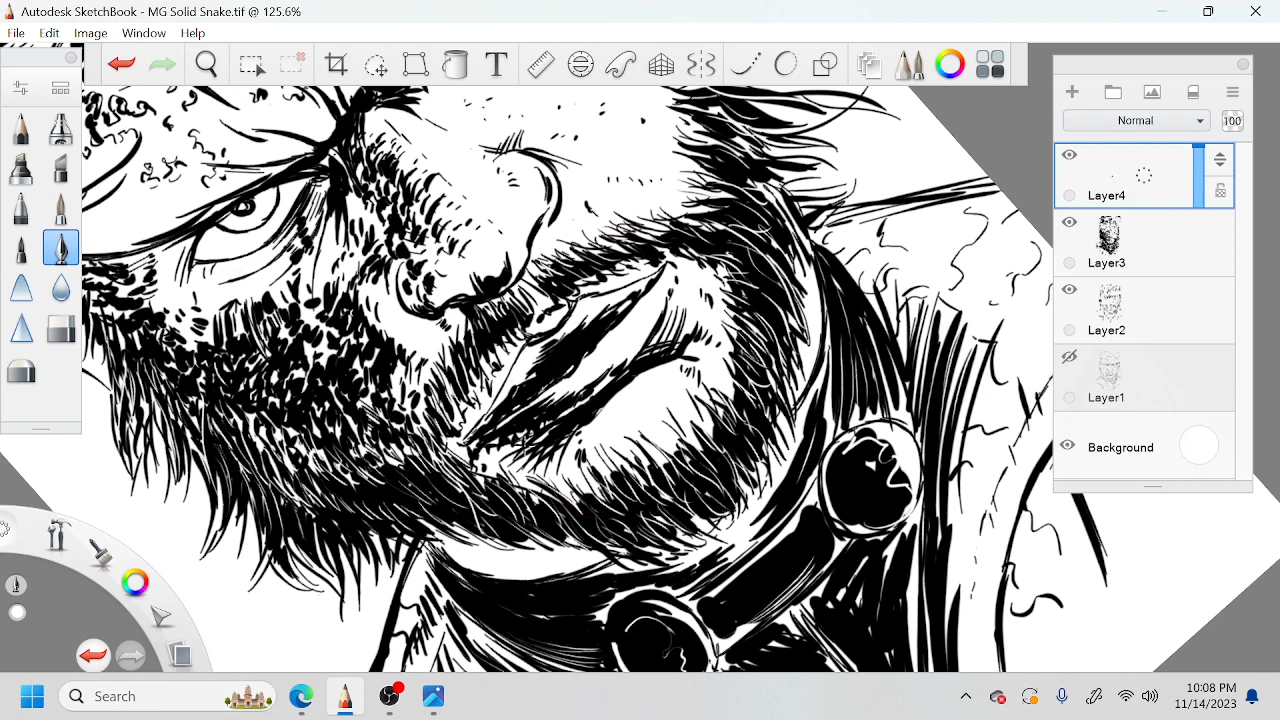 Autodesk SketchBook - MG Solid Snake.tif @ 125.6%
File Edit Image Window Help
T
Normal
100
Layer4
Layer3
Layer2
Layer1
Background
Search
10:08 PM
11/14/2023